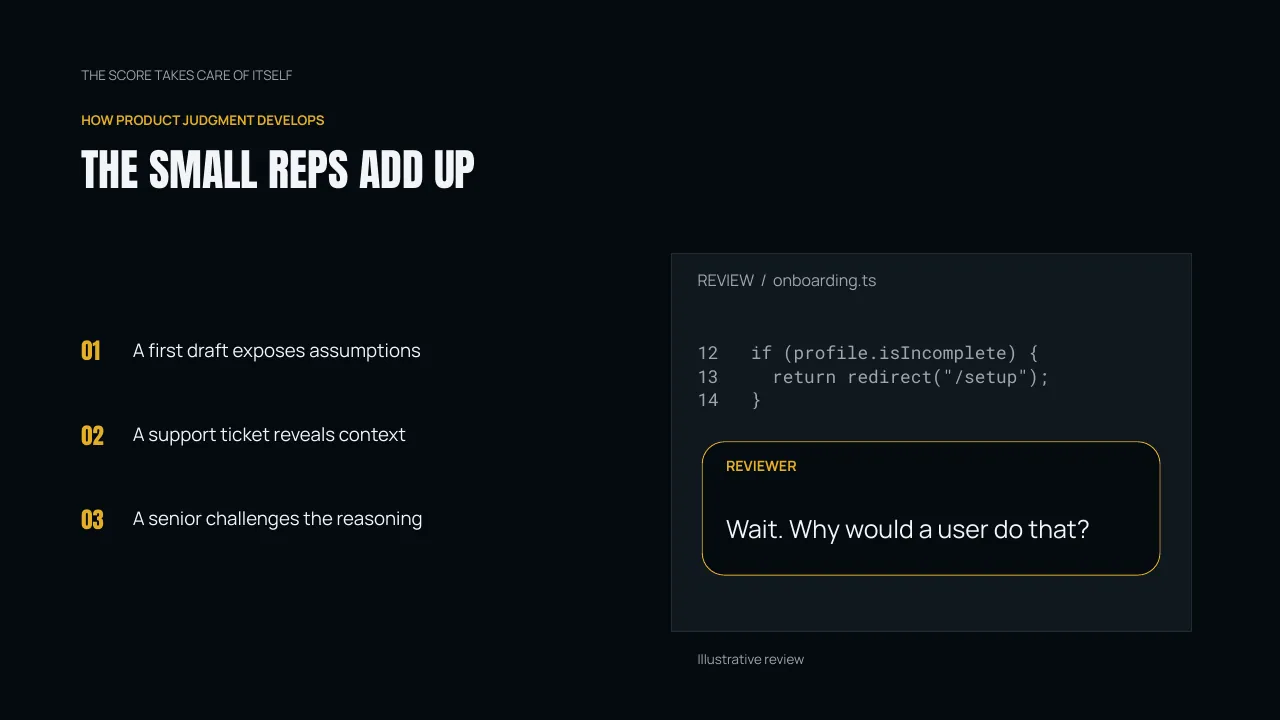 THE SCORE TAKES CARE OF ITSELF
HOW PRODUCT JUDGMENT DEVELOPS
THE SMALL REPS ADD UP
01 A first draft exposes assumptions
02 A support ticket reveals context
03 A senior challenges the reasoning
REVIEW / onboarding.ts
12 if (profile.isIncomplete) {
13 return redirect("/setup");
14 }
REVIEWER
Wait. Why would a user do that?
Illustrative review